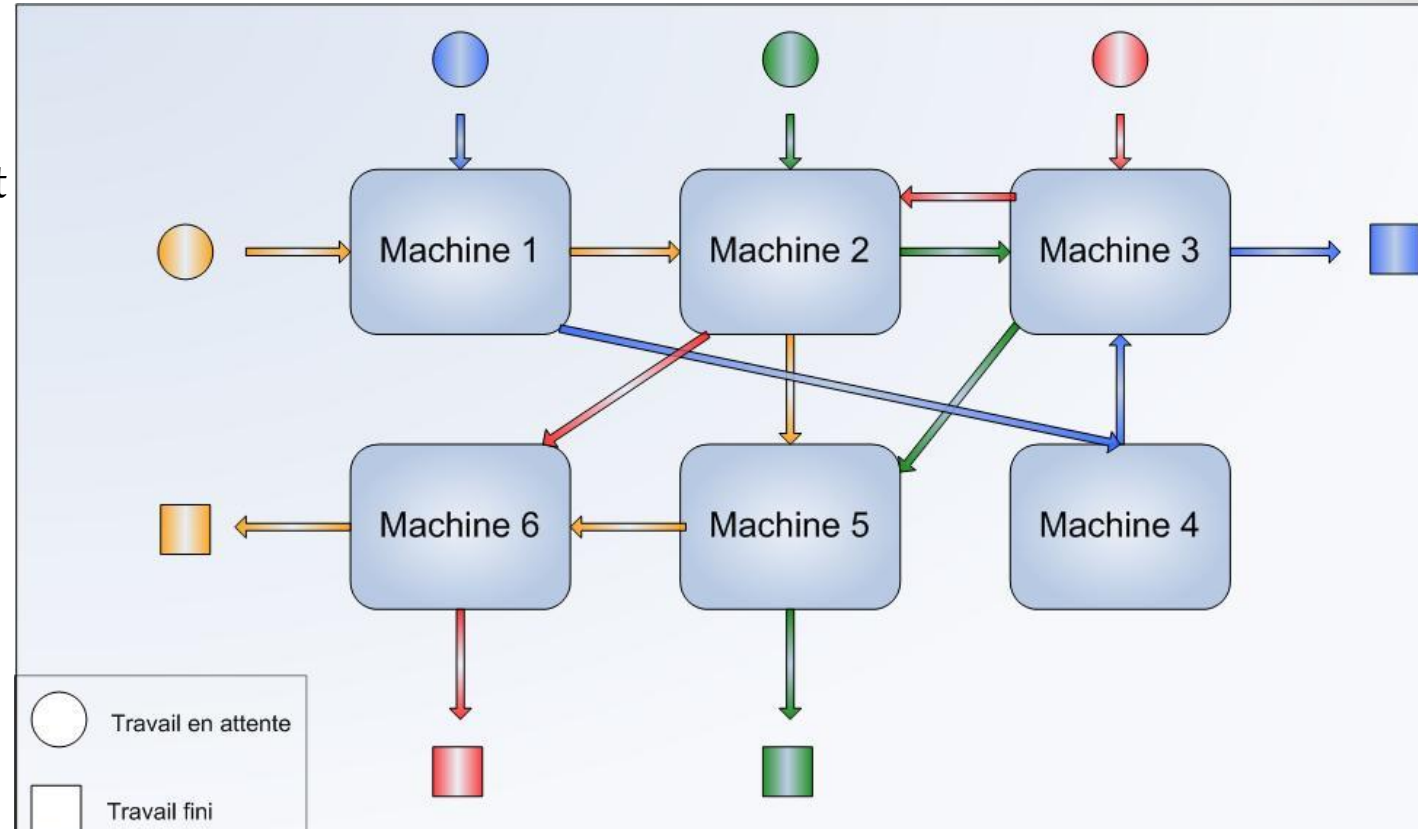 t
Machine 1
Machine 2
Machine 3
Machine 6
Machine 5
Machine 4
Travail en attente
Travail fini